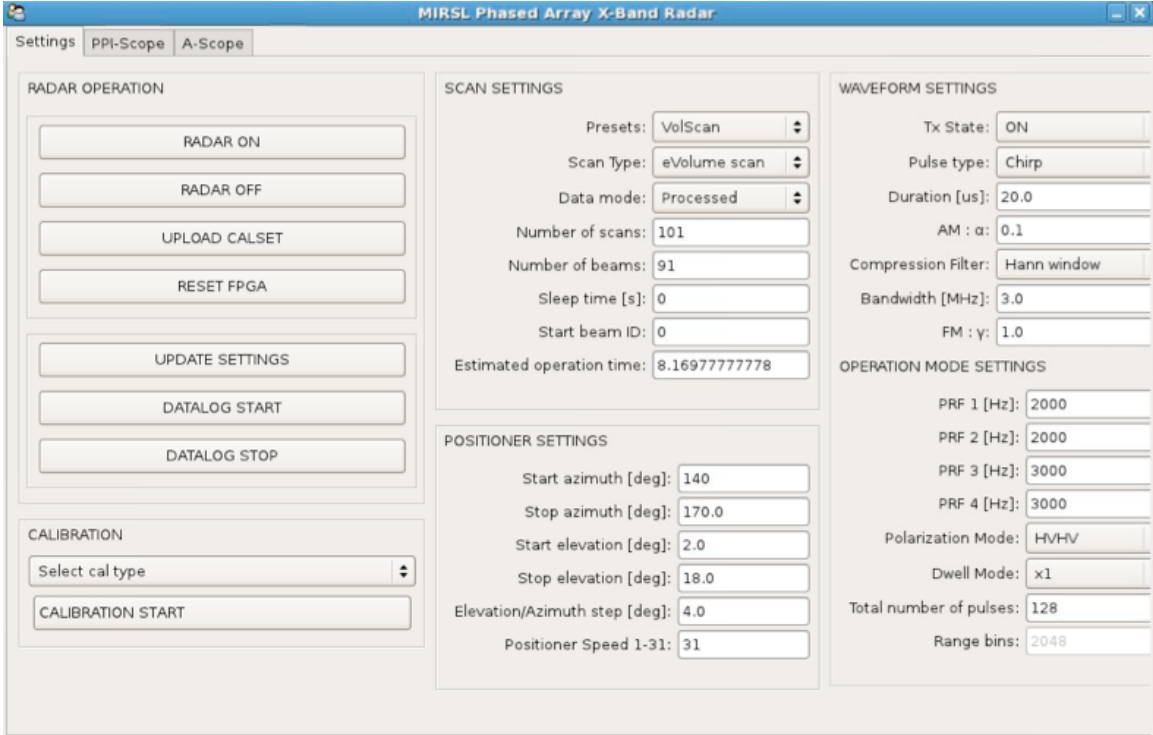 MIRSL Phased Array X-Band Radar
Settings
PPI-Scope
A-Scope
RADAR OPERATION
RADAR ON
RADAR OFF
UPLOAD CALSET
RESET FPGA
UPDATE SETTINGS
DATALOG START
DATALOG STOP
CALIBRATION
Select cal type
CALIBRATION START
SCAN SETTINGS
Presets: VolScan
Scan Type: eVolume scan
Data mode: Processed
Number of scans: 101
Number of beams: 91
Sleep time [s]: 0
Start beam ID: 0
Estimated operation time: 8.16977777778
POSITIONER SETTINGS
Start azimuth [deg]: 140
Stop azimuth [deg]: 170.0
Start elevation [deg]: 2.0
Stop elevation [deg]: 18.0
Elevation/Azimuth step [deg]: 4.0
Positioner Speed 1-31: 31
WAVEFORM SETTINGS
Tx State: ON
Pulse type: Chirp
Duration [us]: 20.0
AM : α: 0.1
Compression Filter: Hann window
Bandwidth [MHz]: 3.0
FM : γ: 1.0
OPERATION MODE SETTINGS
PRF 1 [Hz]: 2000
PRF 2 [Hz]: 2000
PRF 3 [Hz]: 3000
PRF 4 [Hz]: 3000
Polarization Mode: HVHV
Dwell Mode: x1
Total number of pulses: 128
Range bins: 2048